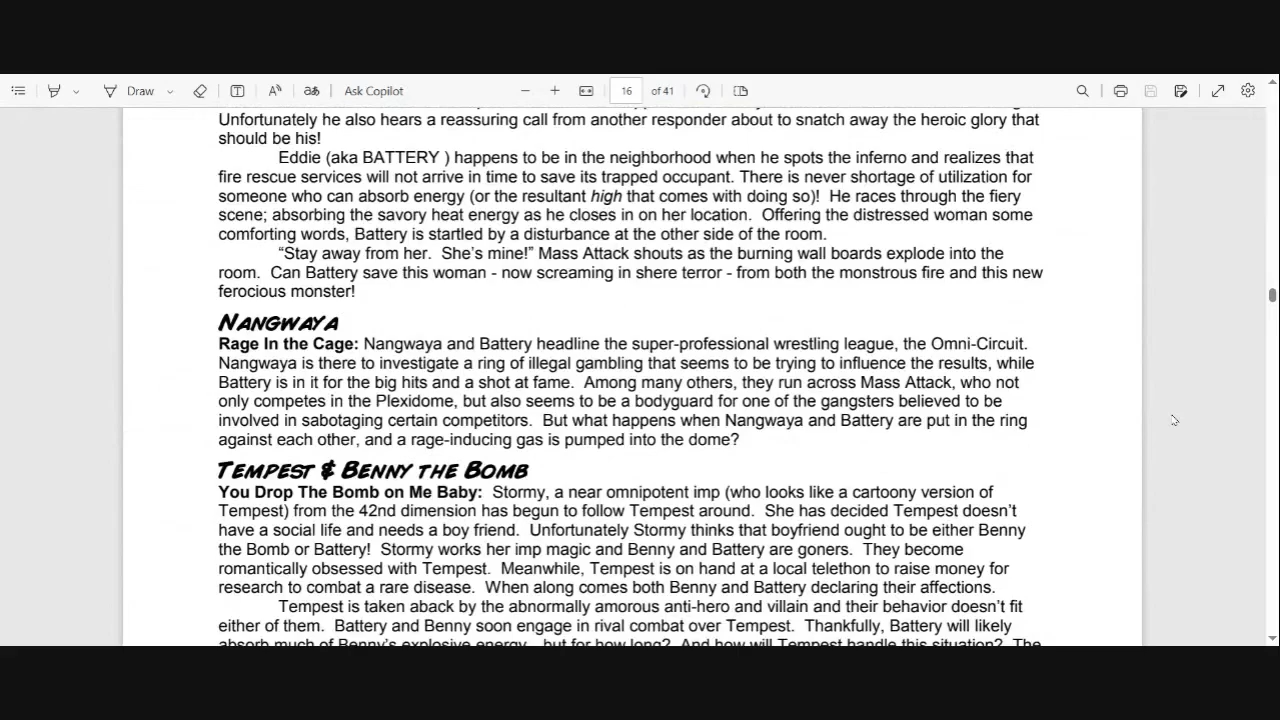 Draw
Ask Copilot
16 of 41
Unfortunately he also hears a reassuring call from another responder about to snatch away the heroic glory that
should be his!
Eddie (aka BATTERY ) happens to be in the neighborhood when he spots the inferno and realizes that
fire rescue services will not arrive in time to save its trapped occupant. There is never shortage of utilization for
someone who can absorb energy (or the resultant high that comes with doing so)! He races through the fiery
scene; absorbing the savory heat energy as he closes in on her location. Offering the distressed woman some
comforting words, Battery is startled by a disturbance at the other side of the room.
“Stay away from her. She’s mine!” Mass Attack shouts as the burning wall boards explode into the
room. Can Battery save this woman - now screaming in shere terror - from both the monstrous fire and this new
ferocious monster!
NANGWAYA
Rage In the Cage: Nangwaya and Battery headline the super-professional wrestling league, the Omni-Circuit.
Nangwaya is there to investigate a ring of illegal gambling that seems to be trying to influence the results, while
Battery is in it for the big hits and a shot at fame. Among many others, they run across Mass Attack, who not
only competes in the Plexidome, but also seems to be a bodyguard for one of the gangsters believed to be
involved in sabotaging certain competitors. But what happens when Nangwaya and Battery are put in the ring
against each other, and a rage-inducing gas is pumped into the dome?
TEMPEST & BENNY THE BOMB
You Drop The Bomb on Me Baby: Stormy, a near omnipotent imp (who looks like a cartoony version of
Tempest) from the 42nd dimension has begun to follow Tempest around. She has decided Tempest doesn’t
have a social life and needs a boy friend. Unfortunately Stormy thinks that boyfriend ought to be either Benny
the Bomb or Battery! Stormy works her imp magic and Benny and Battery are goners. They become
romantically obsessed with Tempest. Meanwhile, Tempest is on hand at a local telethon to raise money for
research to combat a rare disease. When along comes both Benny and Battery declaring their affections.
Tempest is taken aback by the abnormally amorous anti-hero and villain and their behavior doesn’t fit
either of them. Battery and Benny soon engage in rival combat over Tempest. Thankfully, Battery will likely
absorb much of Benny’s explosive energy - but for how long? And how will Tempest handle this situation? The